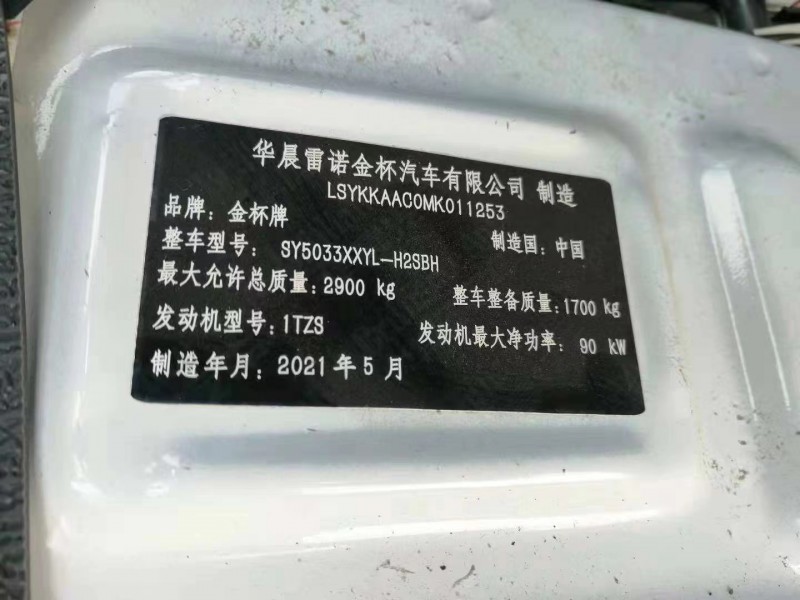 华晨雷诺金杯汽车有限公司 制造
LSYKKAAC0MK011253
品牌：金杯牌 制造国：中国
整车型号： SY5033XXYL-H2SBH
最大允许总质量：2900 kg 整车整备质量：1700 kg
发动机型号：1TZS 发动机最大净功率： 90 kW
制造年月：2021年5月